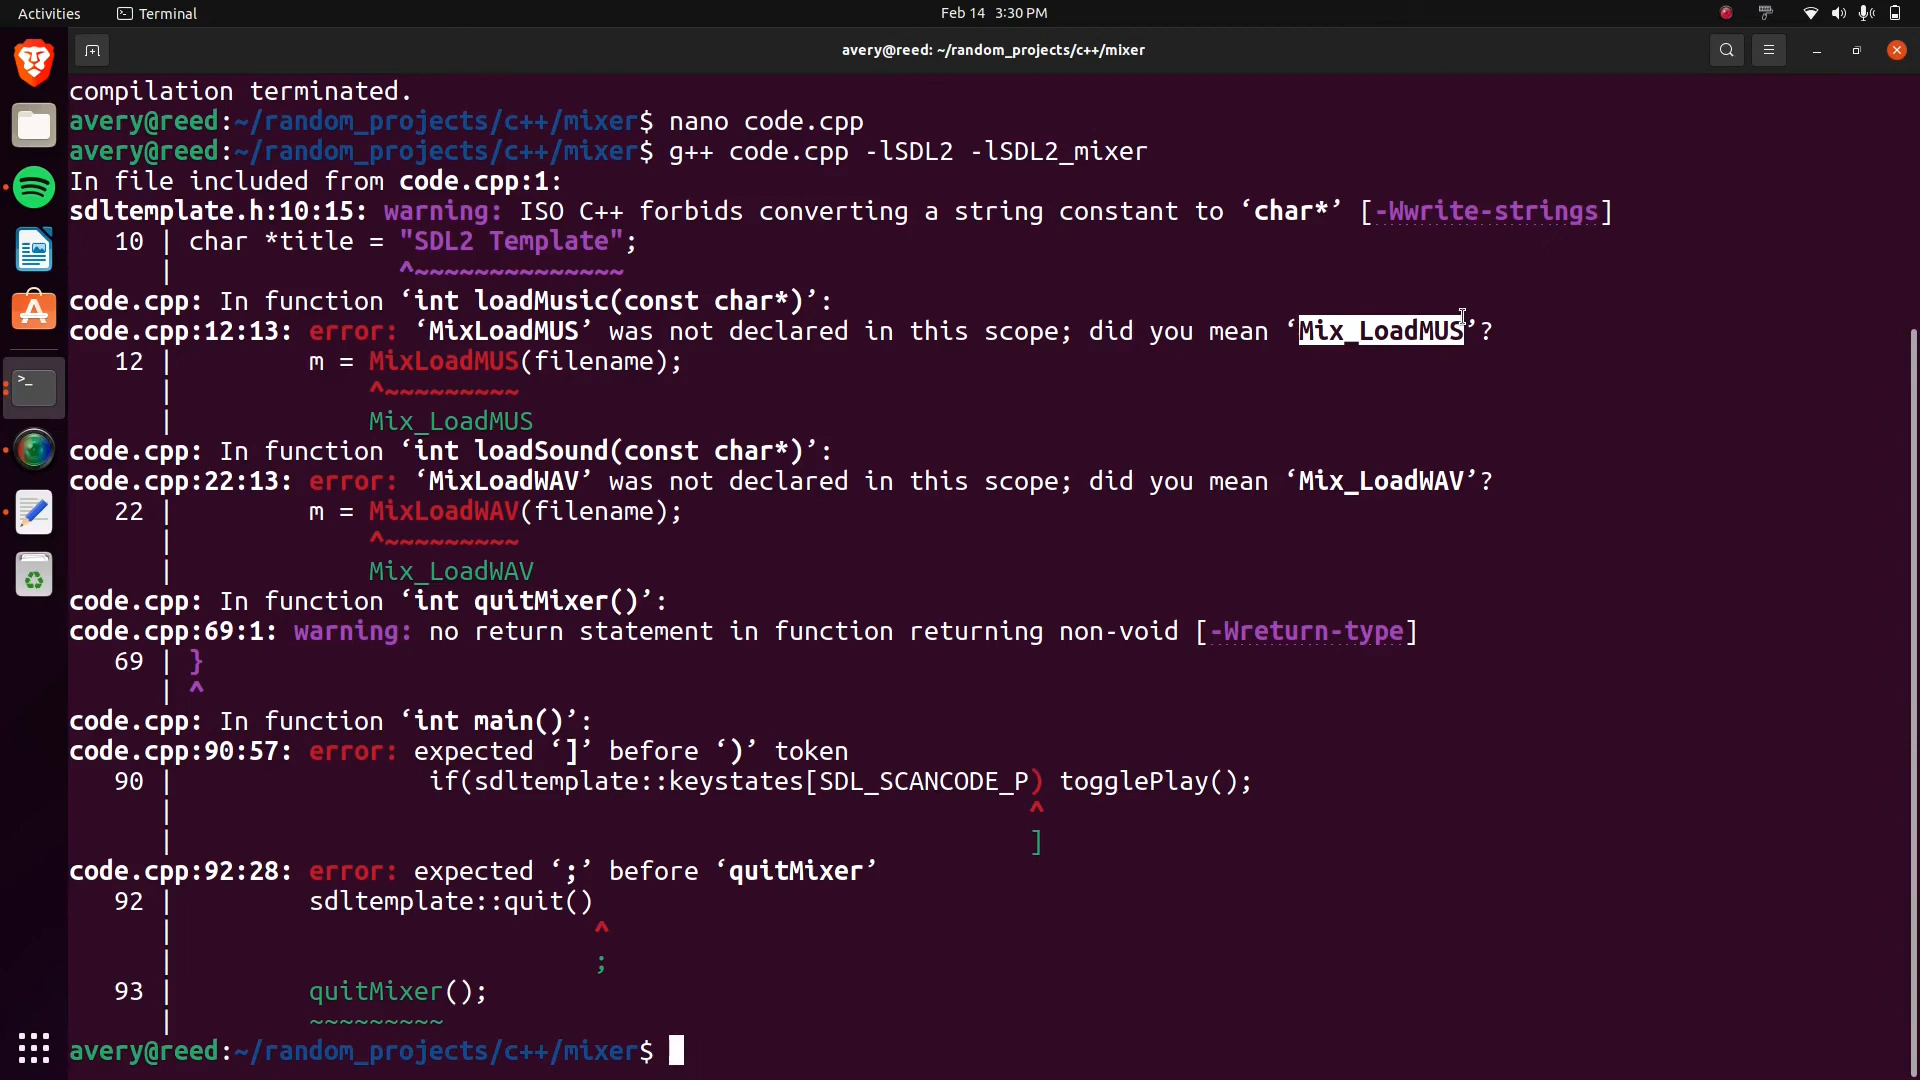 Activities
Terminal
Feb 14 3:30 PM
avery@reed: ~/random_projects/c++/mixer
compilation terminated.
avery@reed:~/random_projects/c++/mixer$ nano code.cpp
avery@reed:~/random_projects/c++/mixer$ g++ code.cpp -lSDL2 -lSDL2_mixer
In file included from code.cpp:1:
sdltemplate.h:10:15: warning: ISO C++ forbids converting a string constant to ‘char*’ [-Wwrite-strings]
   10 | char *title = "SDL2 Template";
      |               ^~~~~~~~~~~~~~~
code.cpp: In function ‘int loadMusic(const char*)’:
code.cpp:12:13: error: ‘MixLoadMUS’ was not declared in this scope; did you mean ‘Mix_LoadMUS’?
   12 |         m = MixLoadMUS(filename);
      |             ^~~~~~~~~~
      |             Mix_LoadMUS
code.cpp: In function ‘int loadSound(const char*)’:
code.cpp:22:13: error: ‘MixLoadWAV’ was not declared in this scope; did you mean ‘Mix_LoadWAV’?
   22 |         m = MixLoadWAV(filename);
      |             ^~~~~~~~~~
      |             Mix_LoadWAV
code.cpp: In function ‘int quitMixer()’:
code.cpp:69:1: warning: no return statement in function returning non-void [-Wreturn-type]
   69 | }
      | ^
code.cpp: In function ‘int main()’:
code.cpp:90:57: error: expected ‘]’ before ‘)’ token
   90 |                 if(sdltemplate::keystates[SDL_SCANCODE_P) togglePlay();
      |                                                         ^
      |                                                         ]
code.cpp:92:28: error: expected ‘;’ before ‘quitMixer’
   92 |         sdltemplate::quit()
      |                            ^
      |                            ;
   93 |         quitMixer();
      |         ~~~~~~~~~
avery@reed:~/random_projects/c++/mixer$